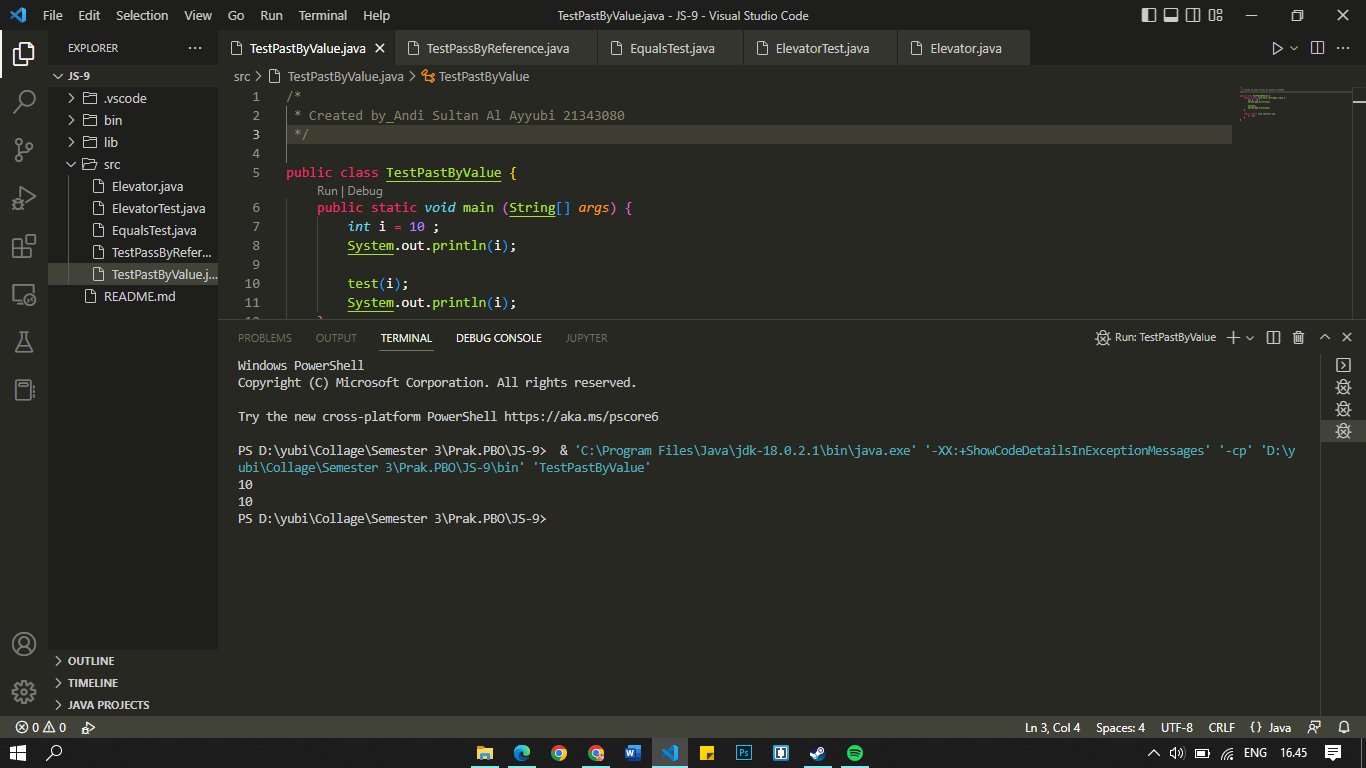 File Edit Selection View Go Run Terminal Help TestPastByValue.java - JS-9 - Visual Studio Code
EXPLORER ···
TestPastByValue.java TestPassByReference.java EqualsTest.java ElevatorTest.java Elevator.java
JS-9
.vscode
bin
lib
src
Elevator.java
ElevatorTest.java
EqualsTest.java
TestPassByRefer...
TestPastByValue.j...
README.md
OUTLINE
TIMELINE
JAVA PROJECTS
src > TestPastByValue.java > TestPastByValue
1 /*
2 * Created by_Andi Sultan Al Ayyubi 21343080
3 */
4
5 public class TestPastByValue {
Run | Debug
6 public static void main (String[] args) {
7 int i = 10 ;
8 System.out.println(i);
9
10 test(i);
11 System.out.println(i);
PROBLEMS OUTPUT TERMINAL DEBUG CONSOLE JUPYTER Run: TestPastByValue
Windows PowerShell
Copyright (C) Microsoft Corporation. All rights reserved.
Try the new cross-platform PowerShell https://aka.ms/pscore6
PS D:\yubi\Collage\Semester 3\Prak.PBO\JS-9> & 'C:\Program Files\Java\jdk-18.0.2.1\bin\java.exe' '-XX:+ShowCodeDetailsInExceptionMessages' '-cp' 'D:\y
ubi\Collage\Semester 3\Prak.PBO\JS-9\bin' 'TestPastByValue'
10
10
PS D:\yubi\Collage\Semester 3\Prak.PBO\JS-9>
0 0 Ln 3, Col 4 Spaces: 4 UTF-8 CRLF {} Java
ENG 16.45